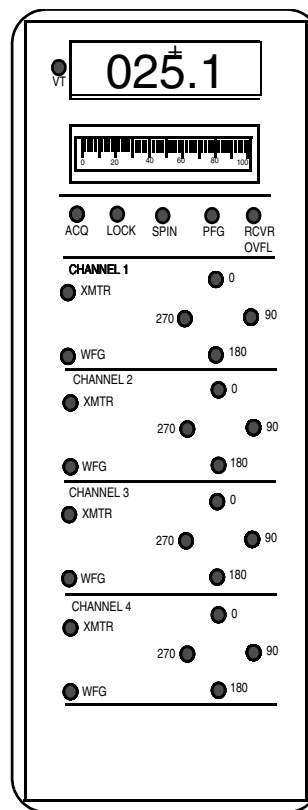 +
025.1
VT
0 20 40 60 80 100
ACQ LOCK SPIN PFG RCVR
OVFL
CHANNEL 1
0
XMTR
270 90
WFG 180
CHANNEL 2
0
XMTR
270 90
WFG 180
CHANNEL 3
0
XMTR
270 90
WFG 180
CHANNEL 4
0
XMTR
270 90
WFG 180